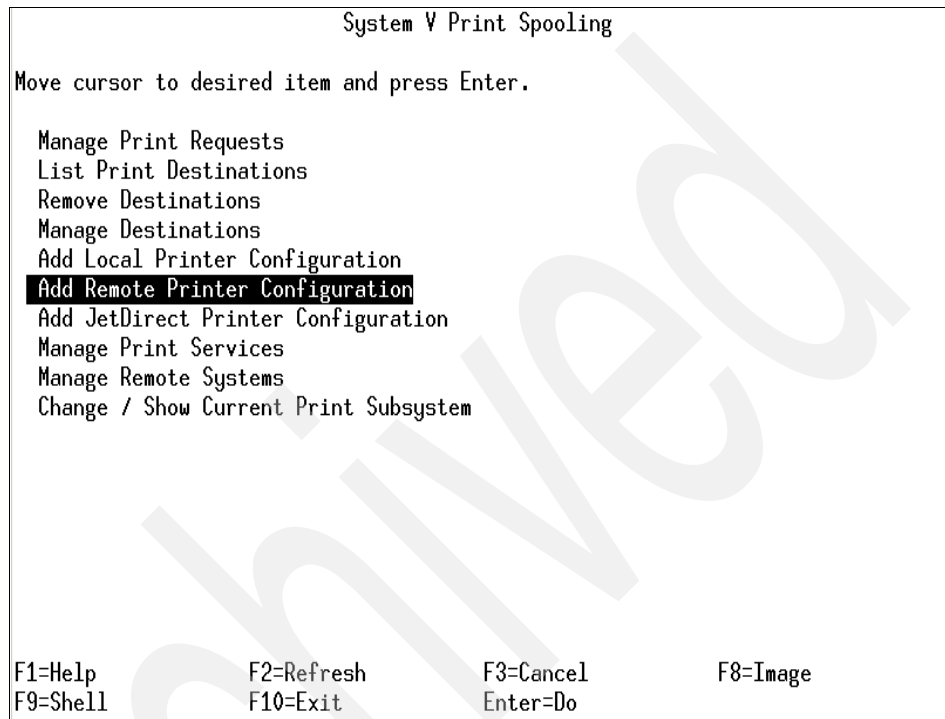 System V Print Spooling
Move cursor to desired item and press Enter.
Manage Print Requests
List Print Destinations
Remove Destinations
Manage Destinations
Add Local Printer Configuration
Add Remote Printer Configuration
Add JetDirect Printer Configuration
Manage Print Services
Manage Remote Systems
Change / Show Current Print Subsystem
F1=Help F2=Refresh F3=Cancel F8=Image
F9=Shell F10=Exit Enter=Do
hived